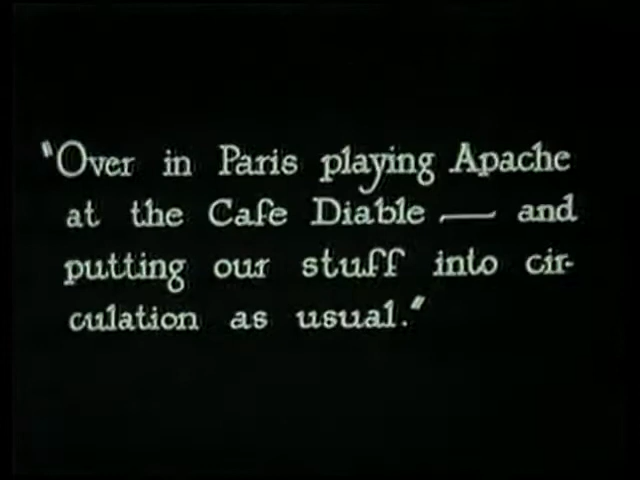 "Over in Paris playing Apache
at the Cafe Diable — and
putting our stuff into cir-
culation as usual."